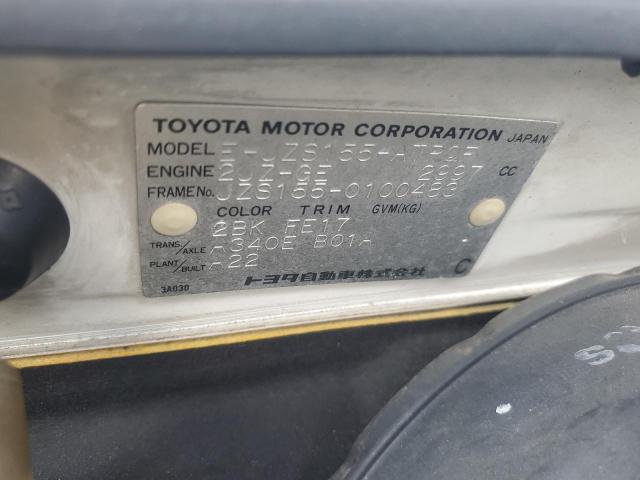 TOYOTA MOTOR CORPORATION JAPAN
MODEL E-JZS155-ATPQF
ENGINE 2JZ-GE 2997 CC
FRAME No. JZS155-0100483
COLOR TRIM GVM(KG)
2BK FE17
TRANS./AXLE A340E B01A
PLANT/BUILT A22
トヨタ自動車株式会社 C
3A030